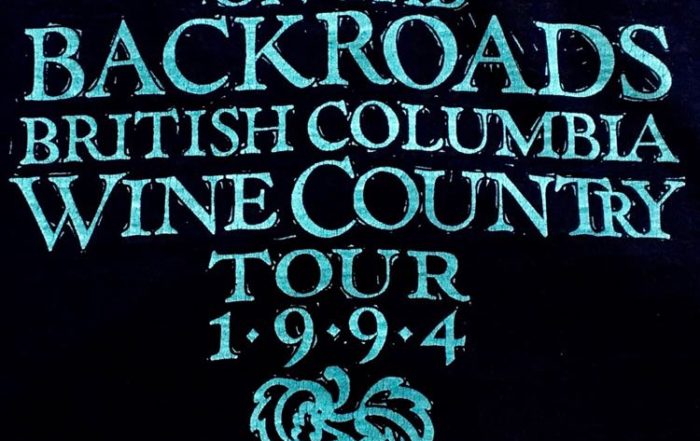 BACKROADS
BRITISH COLUMBIA
WINE COUNTRY
TOUR
1·9·9·4